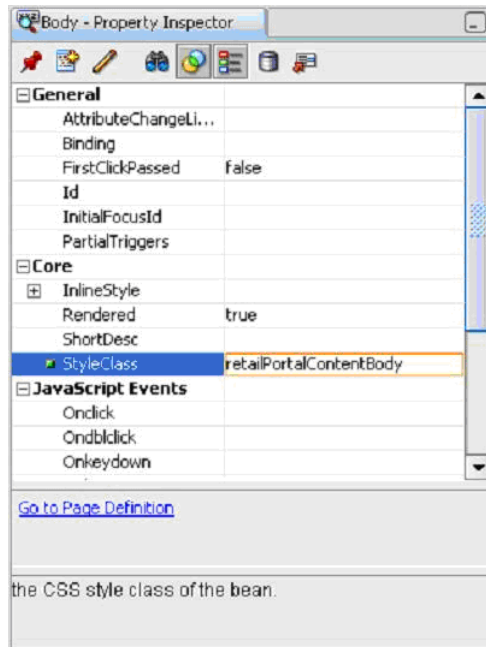 Body - Property Inspector
General
AttributeChangeLi...
Binding
FirstClickPassed false
Id
InitialFocusId
PartialTriggers
Core
InlineStyle
Rendered true
ShortDesc
StyleClass retailPortalContentBody
JavaScript Events
Onclick
Ondblclick
Onkeydown
Go to Page Definition
the CSS style class of the bean.